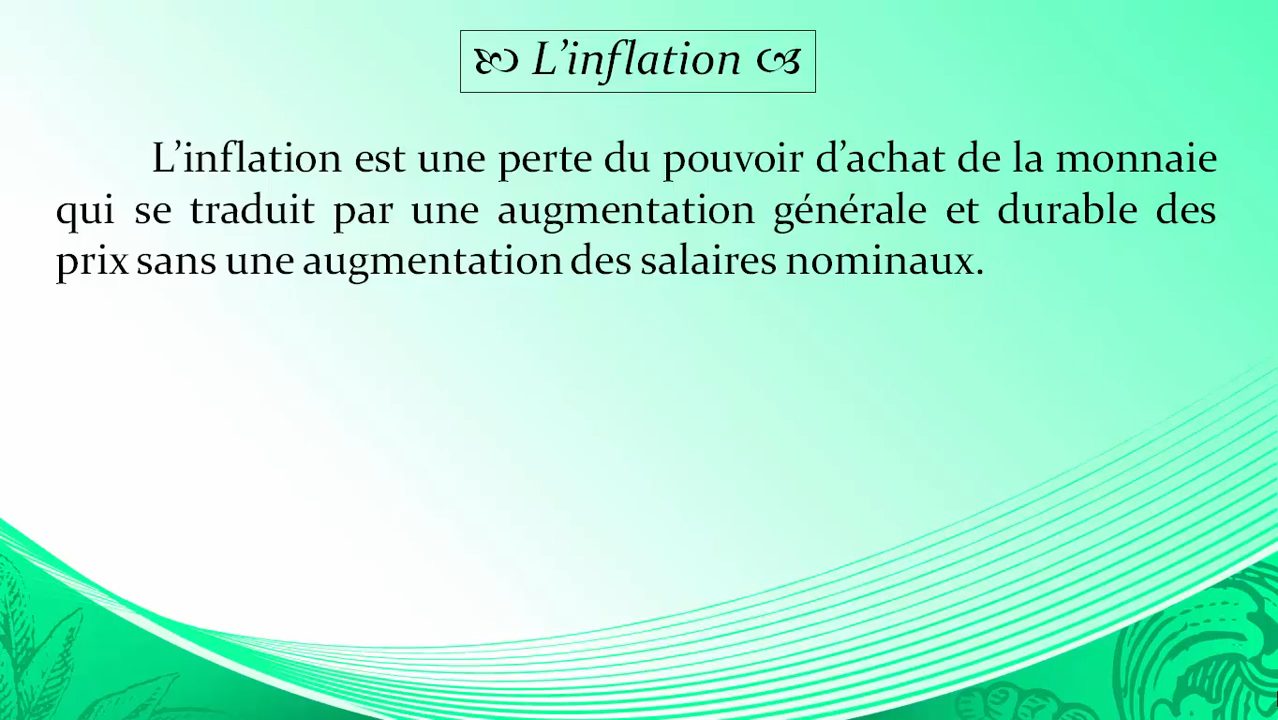 L’inflation
L’inflation est une perte du pouvoir d’achat de la monnaie
qui se traduit par une augmentation générale et durable des
prix sans une augmentation des salaires nominaux.